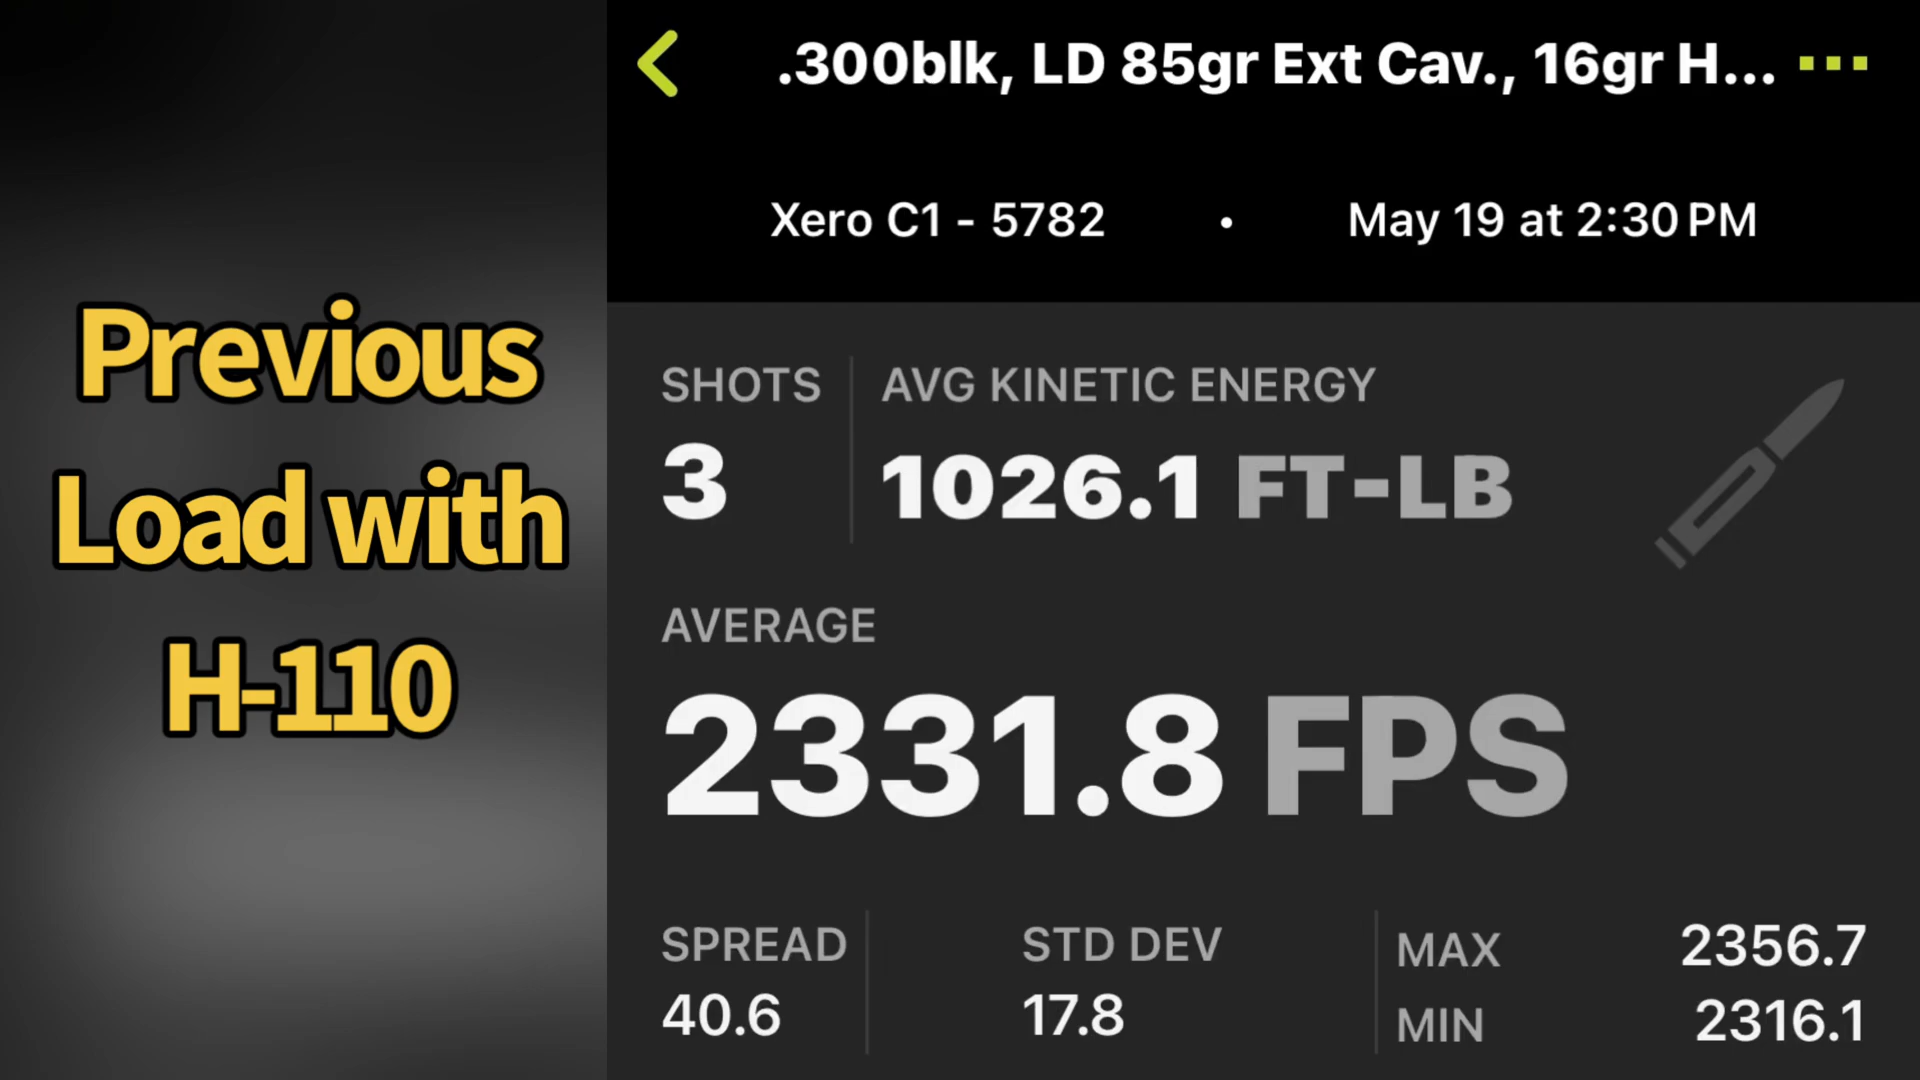 Previous
Load with
H-110
.300blk, LD 85gr Ext Cav., 16gr H...
Xero C1 - 5782 • May 19 at 2:30 PM
SHOTS
3
AVG KINETIC ENERGY
1026.1 FT-LB
AVERAGE
2331.8 FPS
SPREAD
40.6
STD DEV
17.8
MAX 2356.7
MIN 2316.1